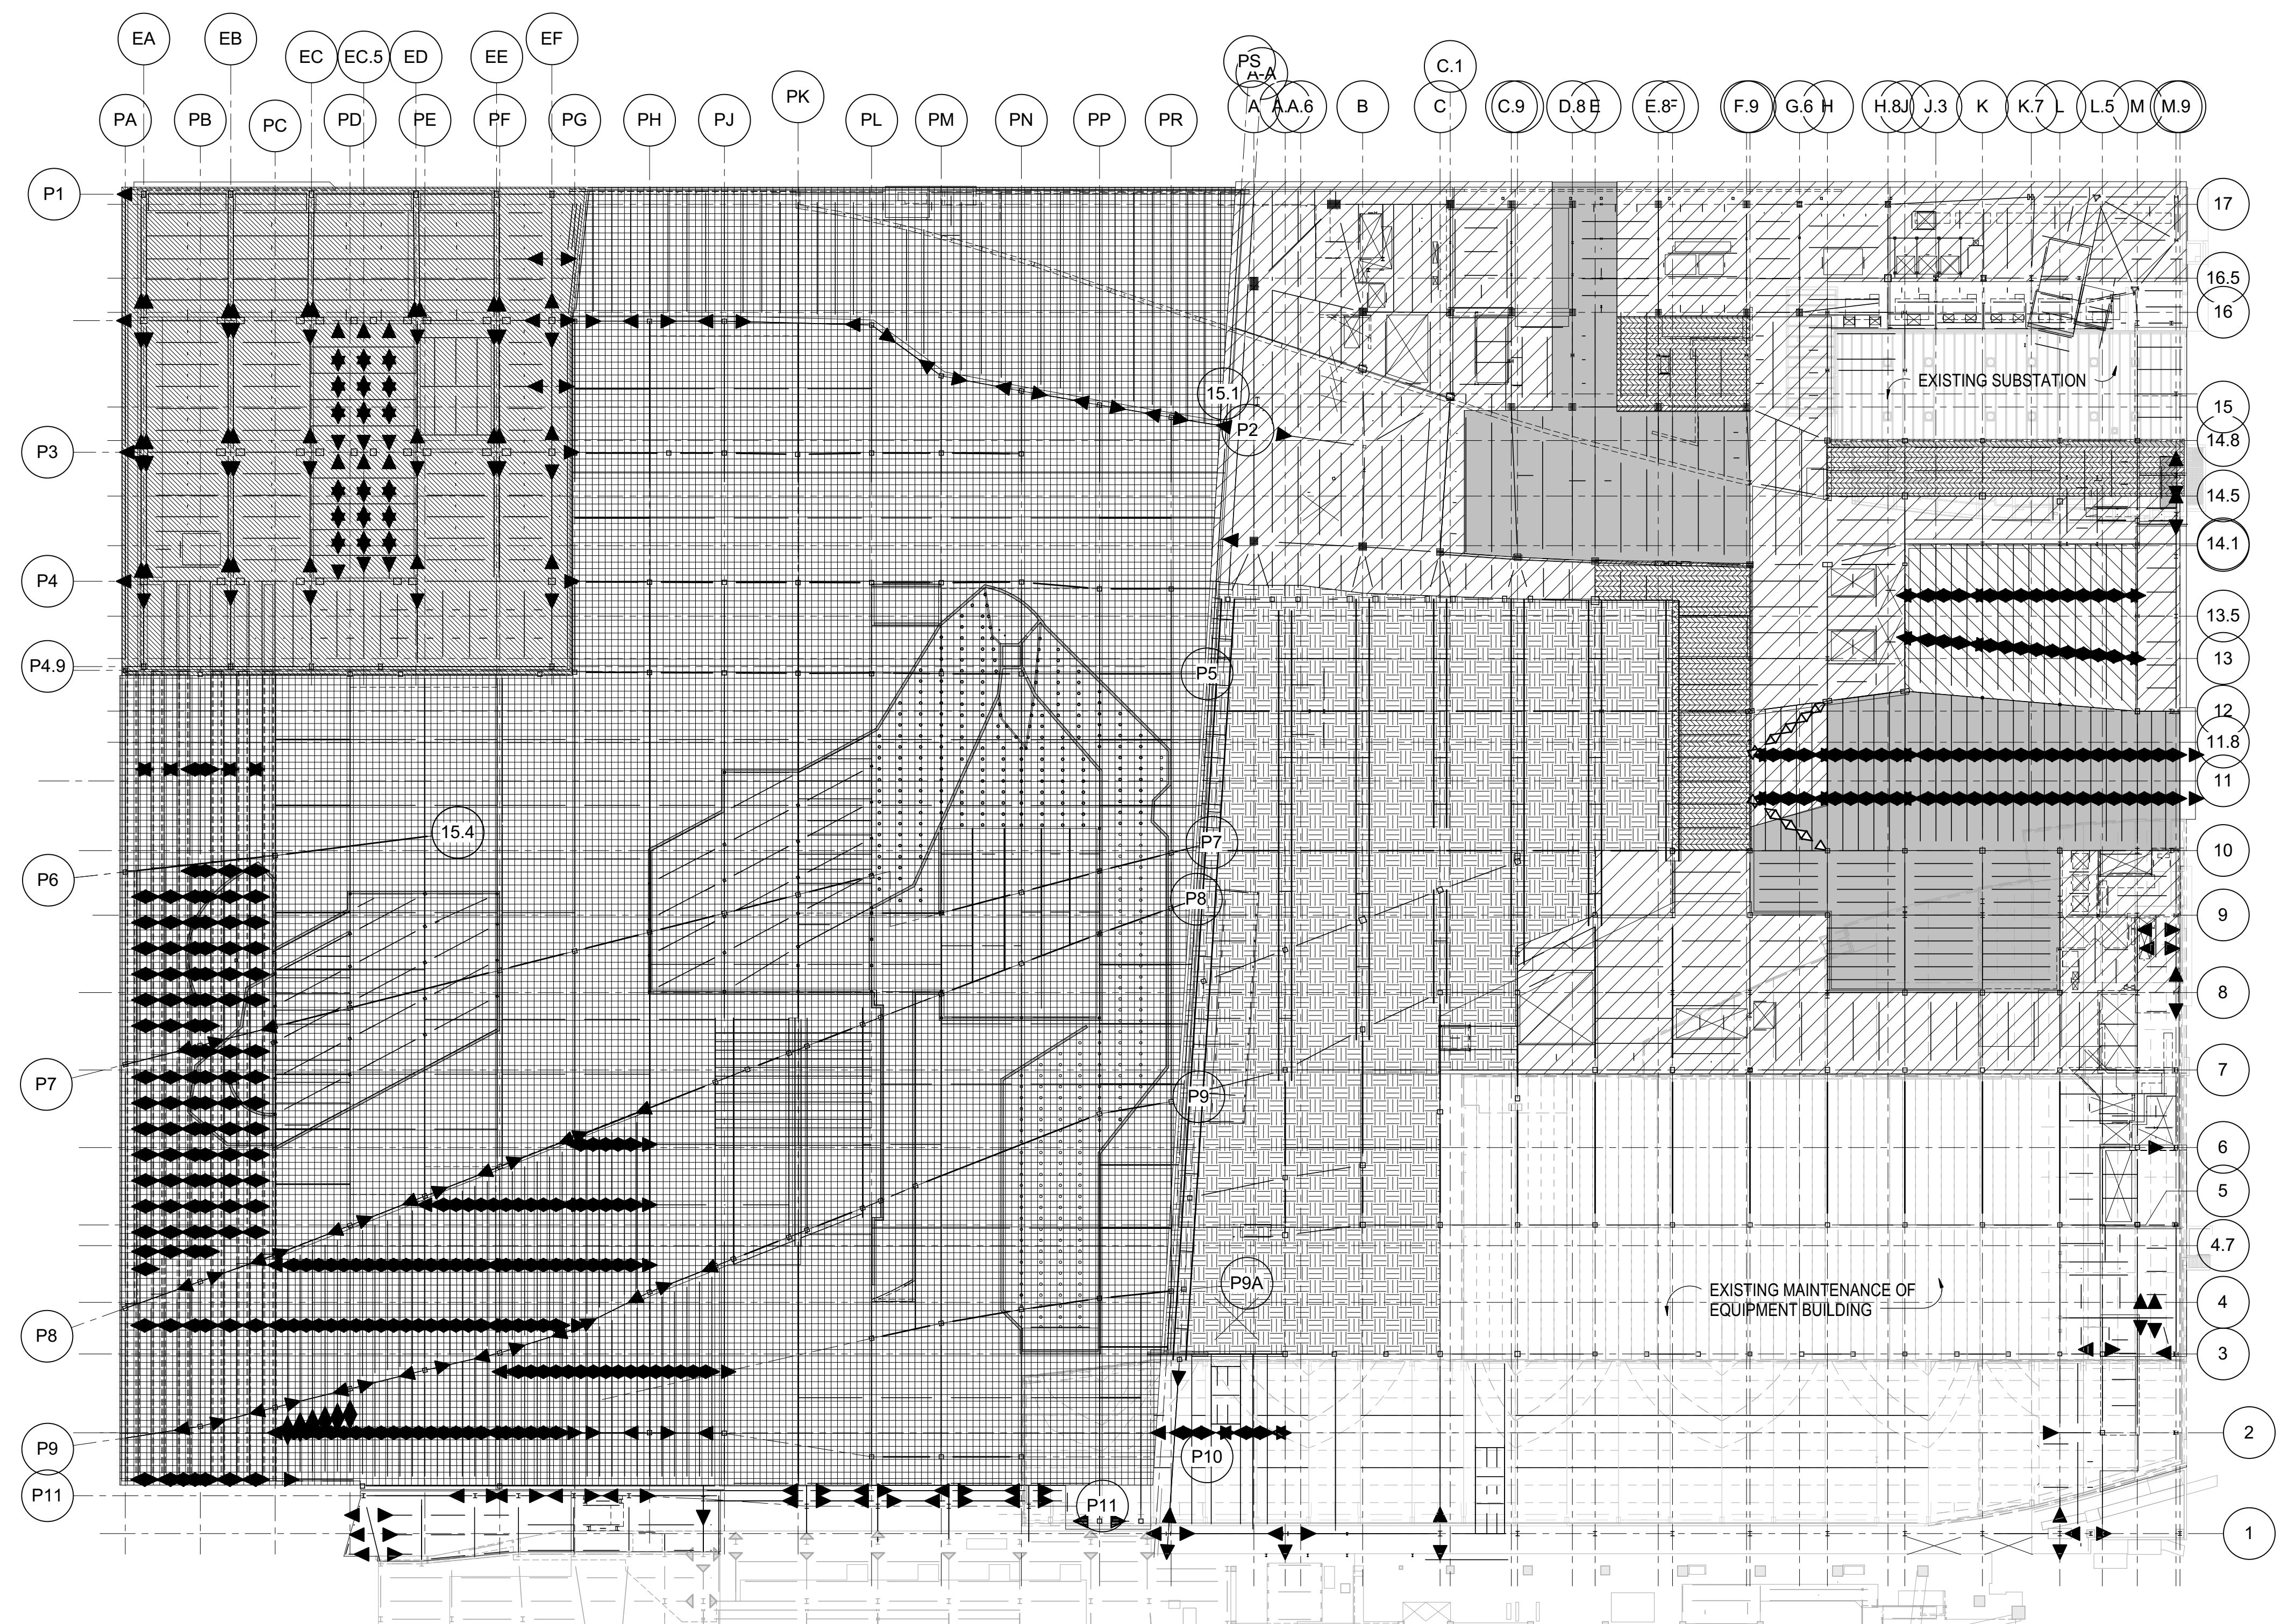 EA
EB
EC
EC.5
ED
EE
EF
PS
A-A
C.1
PA
PB
PC
PD
PE
PF
PG
PH
PJ
PK
PL
PM
PN
PP
PR
A
A.6
B
C
C.9
D.8
E
E.8
F
F.9
G.6
H
H.8
J
J.3
K
K.7
L
L.5
M
M.9
P1
17
16.5
16
EXISTING SUBSTATION
15.1
15
P2
P3
14.8
14.5
14.1
P4
13.5
P4.9
P5
13
12
11.8
11
15.4
P7
10
P6
P8
9
8
P7
P9
7
6
5
4.7
P9A
EXISTING MAINTENANCE OF
EQUIPMENT BUILDING
4
P8
3
P9
P10
2
P11
P11
1